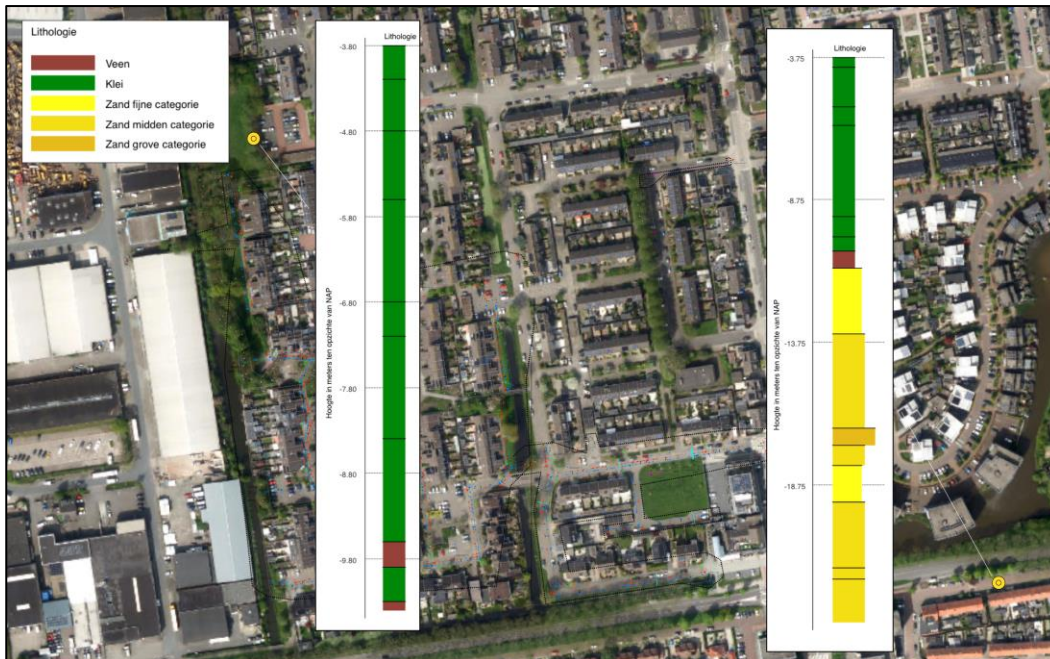 Lithologie
Veen
Klei
Zand fijne categorie
Zand midden categorie
Zand grove categorie
Lithologie
-3.80
-4.80
-5.80
-6.80
-7.80
-8.80
-9.80
Hoogte in meters ten opzichte van NAP
Lithologie
-3.75
-8.75
-13.75
-18.75
Hoogte in meters ten opzichte van NAP